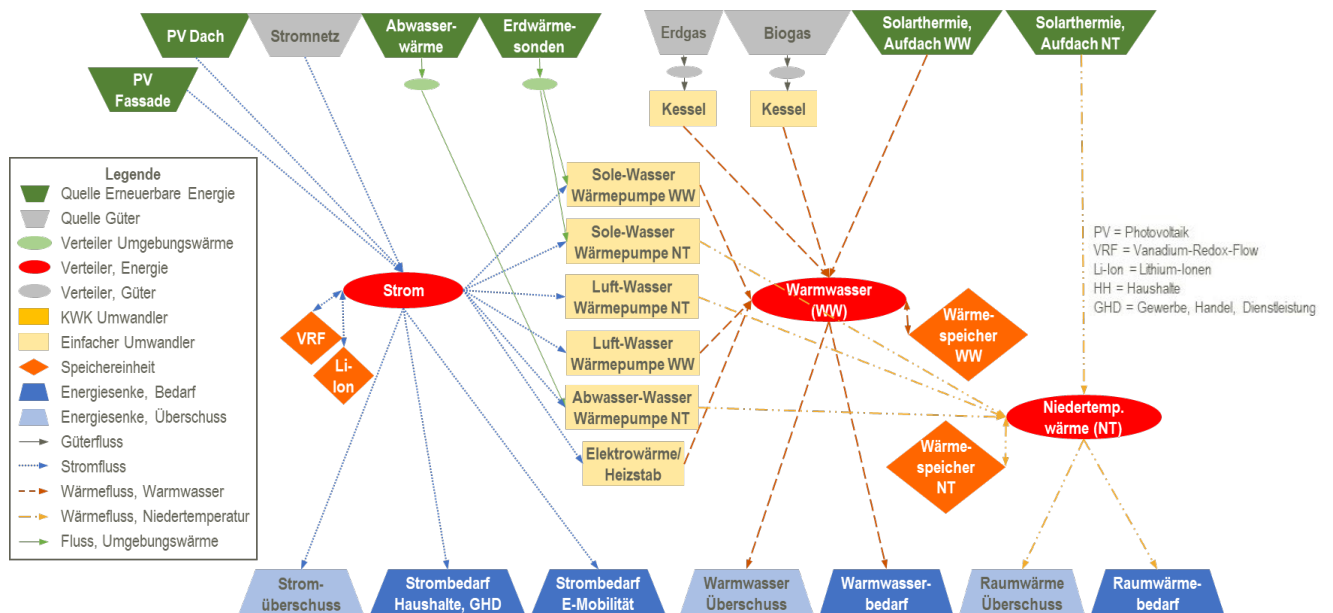 PV Dach
Stromnetz
Abwasser-
wärme
Erdwärme-
sonden
Erdgas
Biogas
Solarthermie,
Aufdach WW
Solarthermie,
Aufdach NT
PV
Fassade
Kessel
Kessel
Legende
Quelle Erneuerbare Energie
Quelle Güter
Verteiler Umgebungswärme
Verteiler, Energie
Verteiler, Güter
KWK Umwandler
Einfacher Umwandler
Speichereinheit
Energiesenke, Bedarf
Energiesenke, Überschuss
Güterfluss
Stromfluss
Wärmefluss, Warmwasser
Wärmefluss, Niedertemperatur
Fluss, Umgebungswärme
Sole-Wasser
Wärmepumpe WW
Sole-Wasser
Wärmepumpe NT
Luft-Wasser
Wärmepumpe NT
Luft-Wasser
Wärmepumpe WW
Abwasser-Wasser
Wärmepumpe NT
Elektrowärme/
Heizstab
Strom
VRF
Li-
Ion
Warmwasser
(WW)
Wärme-
speicher
WW
PV = Photovoltaik
VRF = Vanadium-Redox-Flow
Li-Ion = Lithium-Ionen
HH = Haushalte
GHD = Gewerbe, Handel, Dienstleistung
Niedertemp.
wärme (NT)
Wärme-
speicher
NT
Strom-
überschuss
Strombedarf
Haushalte, GHD
Strombedarf
E-Mobilität
Warmwasser
Überschuss
Warmwasser-
bedarf
Raumwärme
Überschuss
Raumwärme-
bedarf